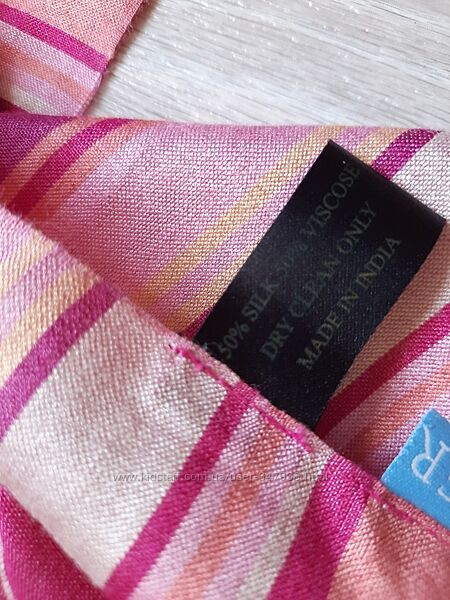 50% SILK 50% VISCOSE
DRY CLEAN ONLY
MADE IN INDIA
R